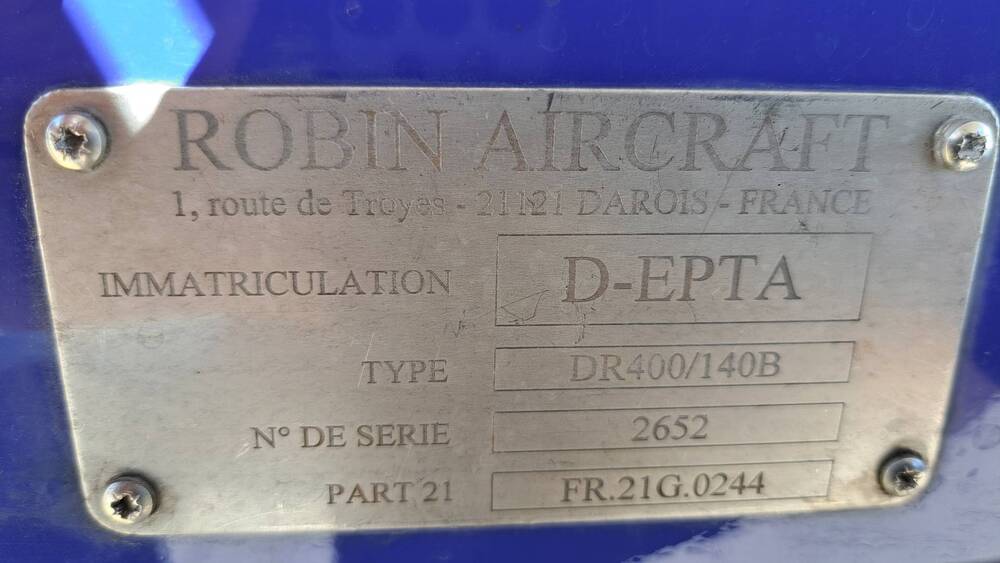 ROBIN AIRCRAFT
1, route de Troyes - 21121 DAROIS - FRANCE
IMMATRICULATION D-EPTA
TYPE DR400/140B
N° DE SERIE 2652
PART 21 FR.21G.0244